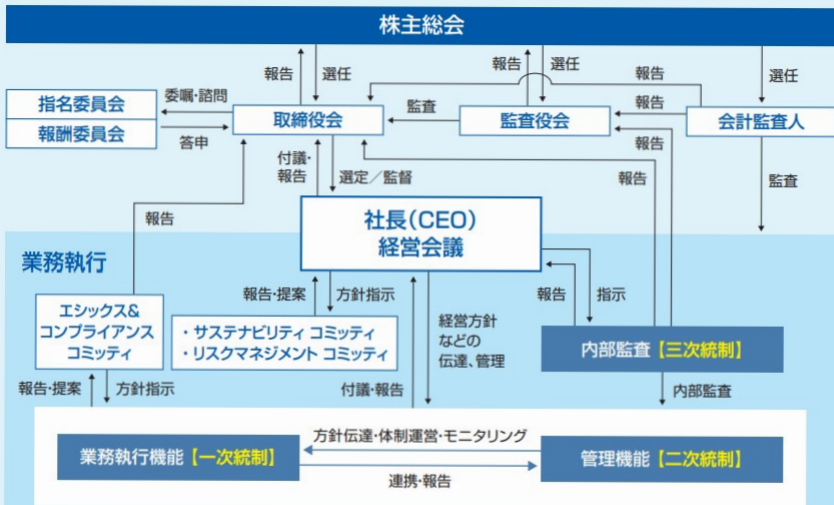 株主総会
報告
選任
報告
選任
報告
選任
委嘱・諮問
指名委員会
報酬委員会
答申
取締役会
監査
監査役会
報告
報告
会計監査人
付議・
報告
選定／監督
報告
監査
報告
社長（CEO）
経営会議
業務執行
報告・提案
方針指示
報告
指示
エシックス&
コンプライアンス
コミッティ
・サステナビリティ コミッティ
・リスクマネジメント コミッティ
経営方針
などの
伝達、管理
内部監査【三次統制】
報告・提案
方針指示
付議・報告
内部監査
業務執行機能【一次統制】
方針伝達・体制運営・モニタリング
連携・報告
管理機能【二次統制】